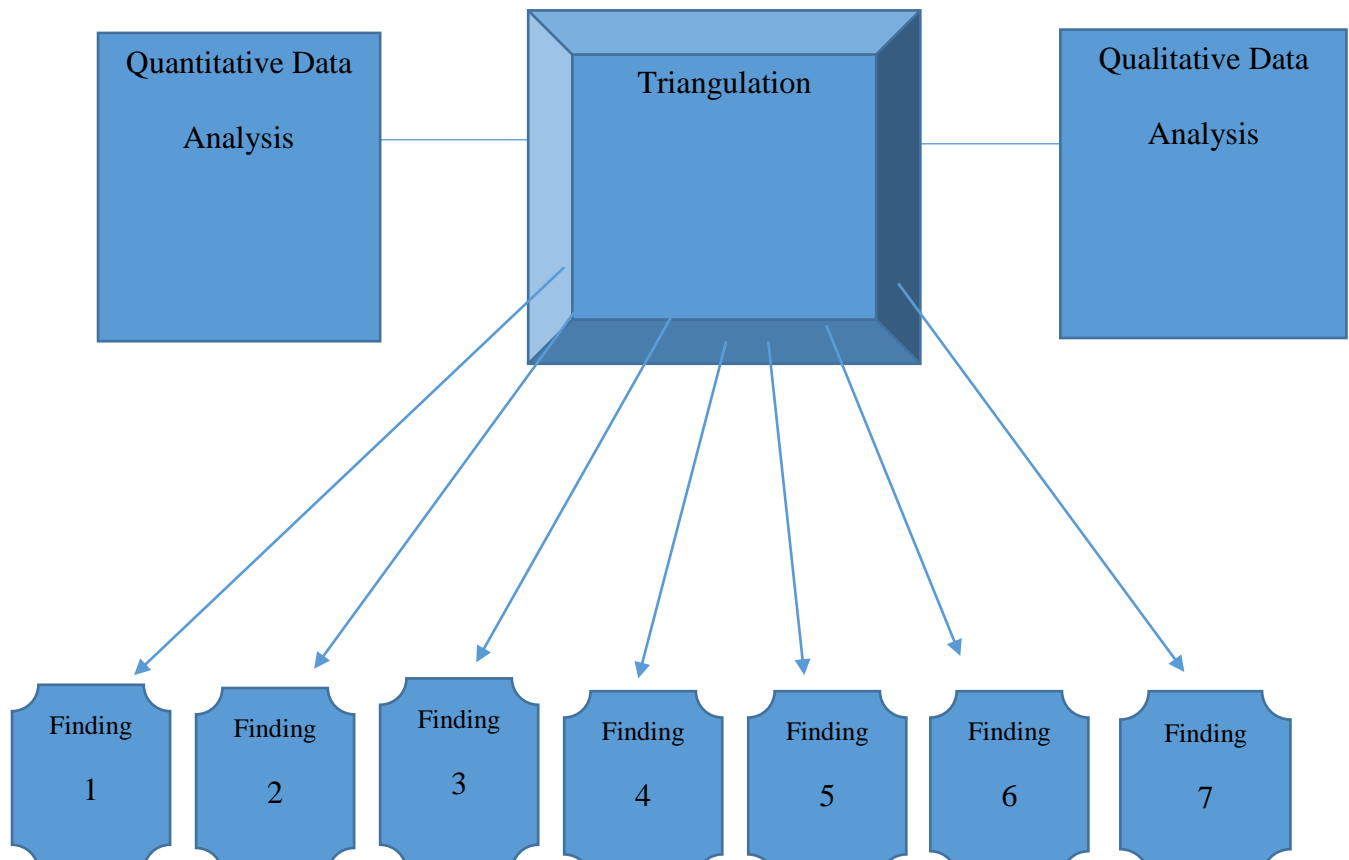 Quantitative Data
Analysis
Triangulation
Qualitative Data
Analysis
Finding
1
Finding
2
Finding
3
Finding
4
Finding
5
Finding
6
Finding
7